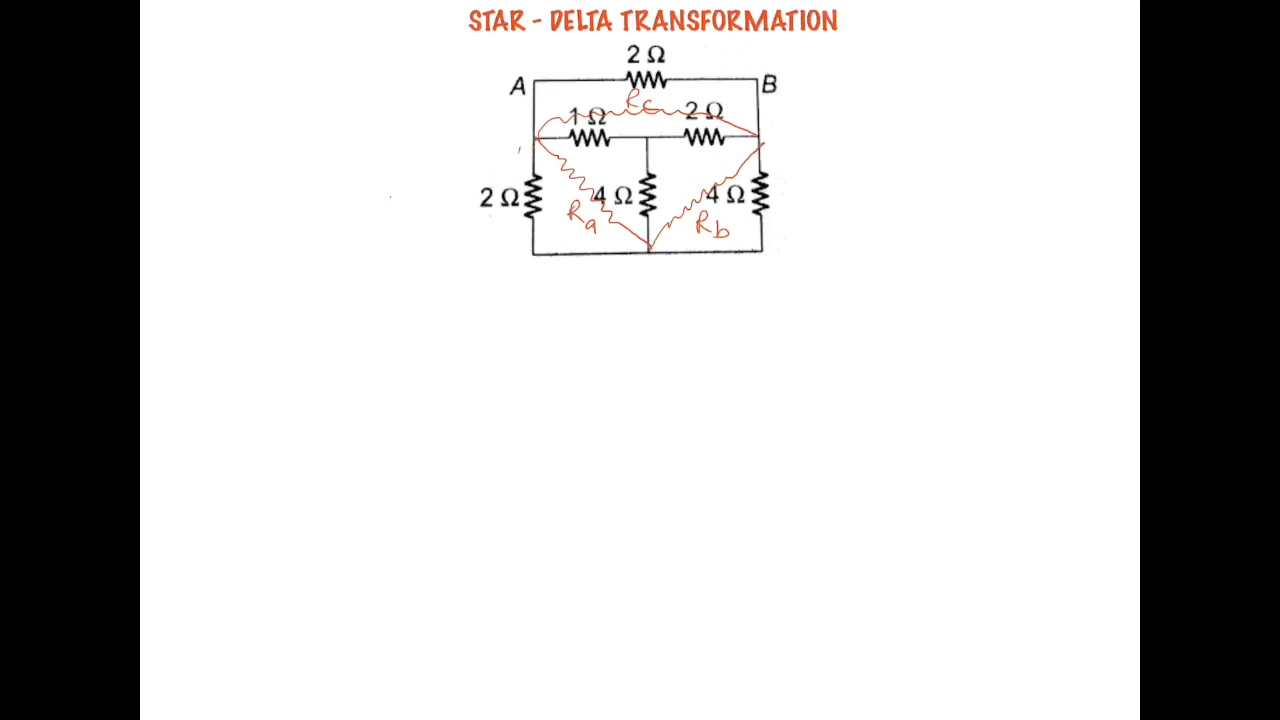 STAR - DELTA TRANSFORMATION
2 Ω
A B
Rc
1 Ω 2 Ω
2 Ω 4 Ω 4 Ω
Ra Rb